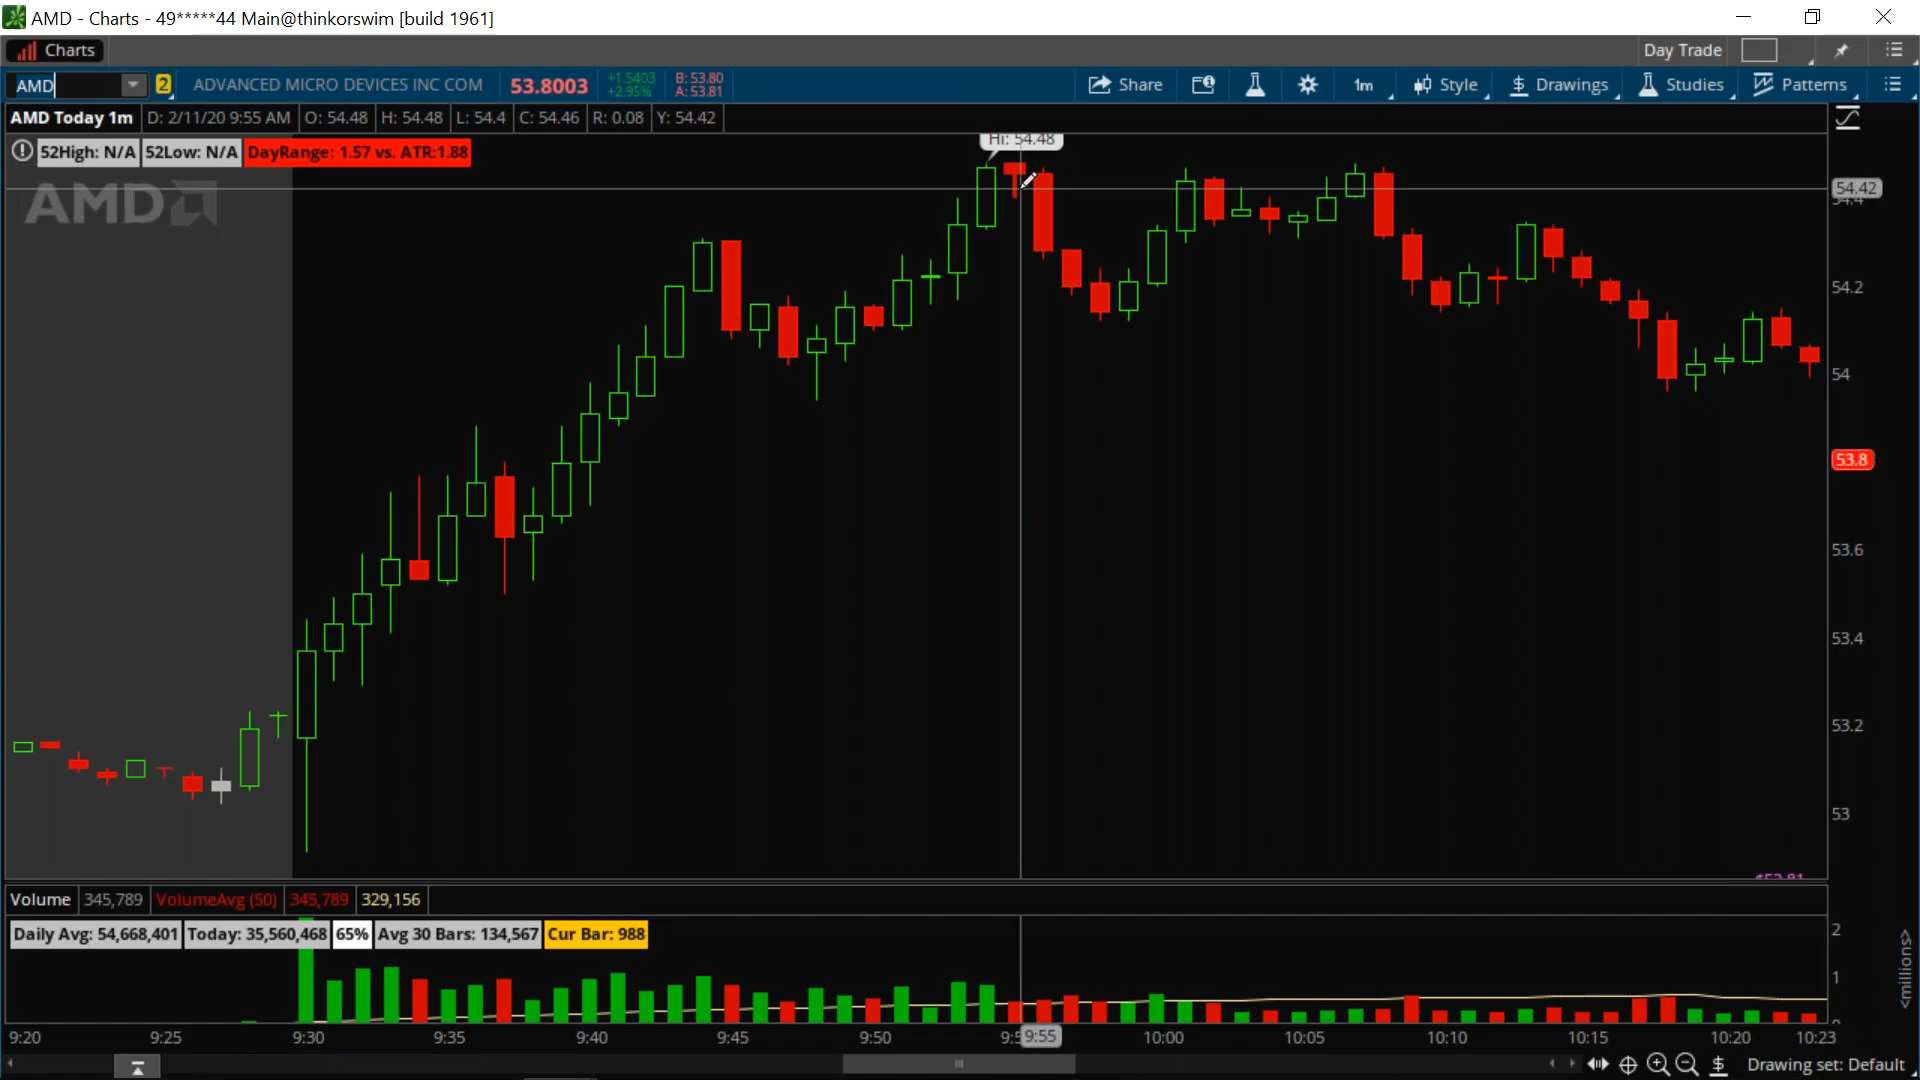 AMD - Charts - 49*****44 Main@thinkorswim [build 1961]
Charts
Day Trade
AMD 2 ADVANCED MICRO DEVICES INC COM 53.8003 +1.5403 +2.95% B: 53.80 A: 53.81 Share 1m Style $ Drawings Studies Patterns
AMD Today 1m D: 2/11/20 9:55 AM O: 54.48 H: 54.48 L: 54.4 C: 54.46 R: 0.08 Y: 54.42
52High: N/A 52Low: N/A DayRange: 1.57 vs. ATR:1.88
Hi: 54.48
AMD
54.42
54.4
54.2
54
53.8
53.6
53.4
53.2
53
Volume 345,789 VolumeAvg (50) 345,789 329,156
Daily Avg: 54,668,401 Today: 35,560,468 65% Avg 30 Bars: 134,567 Cur Bar: 988
2
1
0
<millions>
9:20 9:25 9:30 9:35 9:40 9:45 9:50 9:55 10:00 10:05 10:10 10:15 10:20 10:23
$ Drawing set: Default